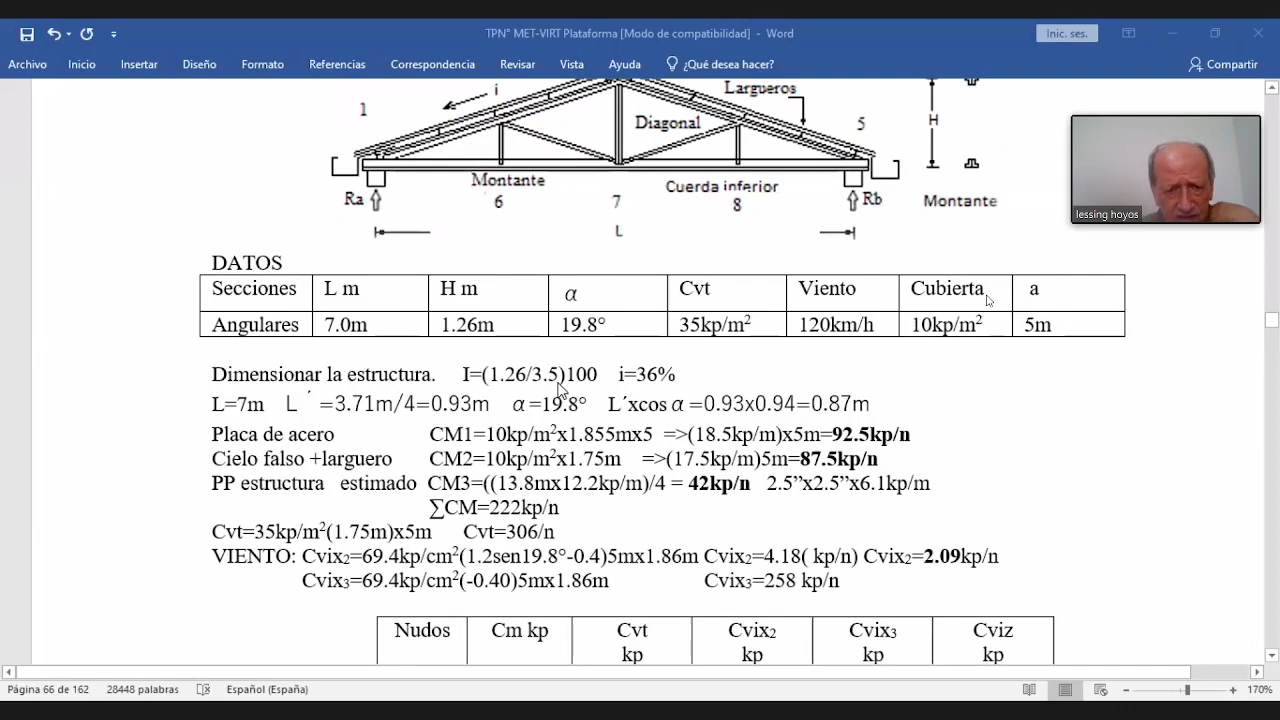 TPN° MET-VIRT Plataforma [Modo de compatibilidad] - Word
Inic. ses.
Archivo Inicio Insertar Diseño Formato Referencias Correspondencia Revisar Vista Ayuda ¿Qué desea hacer? Compartir
i Largueros
1 Diagonal 5 H
Montante Cuerda inferior
Ra 6 7 8 Rb Montante
L
lessing hoyos
DATOS
Secciones L m H m α Cvt Viento Cubierta a
Angulares 7.0m 1.26m 19.8° 35kp/m² 120km/h 10kp/m² 5m
Dimensionar la estructura. I=(1.26/3.5)100 i=36%
L=7m L´=3.71m/4=0.93m α=19.8° L´xcos α=0.93x0.94=0.87m
Placa de acero CM1=10kp/m²x1.855mx5 =>(18.5kp/m)x5m=92.5kp/n
Cielo falso +larguero CM2=10kp/m²x1.75m =>(17.5kp/m)5m=87.5kp/n
PP estructura estimado CM3=((13.8mx12.2kp/m)/4 = 42kp/n 2.5”x2.5”x6.1kp/m
∑CM=222kp/n
Cvt=35kp/m²(1.75m)x5m Cvt=306/n
VIENTO: Cvix₂=69.4kp/cm²(1.2sen19.8°-0.4)5mx1.86m Cvix₂=4.18( kp/n) Cvix₂=2.09kp/n
Cvix₃=69.4kp/cm²(-0.40)5mx1.86m Cvix₃=258 kp/n
Nudos Cm kp Cvt Cvix₂ Cvix₃ Cviz
kp kp kp kp
Página 66 de 162 28448 palabras Español (España) 170%